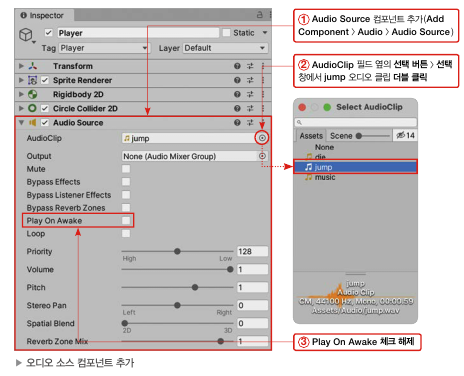 Inspector
Player
Static
Tag Player
Layer Default
Transform
Sprite Renderer
Rigidbody 2D
Circle Collider 2D
Audio Source
AudioClip
jump
Output
None (Audio Mixer Group)
Mute
Bypass Effects
Bypass Listener Effects
Bypass Reverb Zones
Play On Awake
Loop
Priority
128
High
Low
Volume
1
Pitch
1
Stereo Pan
0
Left
Right
Spatial Blend
0
2D
3D
Reverb Zone Mix
1
① Audio Source 컴포넌트 추가(Add
Component > Audio > Audio Source)
② AudioClip 필드 옆의 선택 버튼 > 선택
창에서 jump 오디오 클립 더블 클릭
Select AudioClip
Assets
Scene
14
None
die
jump
music
jump
Audio Clip
CM, 44100 Hz, Mono, 00:00:59
Assets/Audio/jump.wav
③ Play On Awake 체크 해제
▶ 오디오 소스 컴포넌트 추가